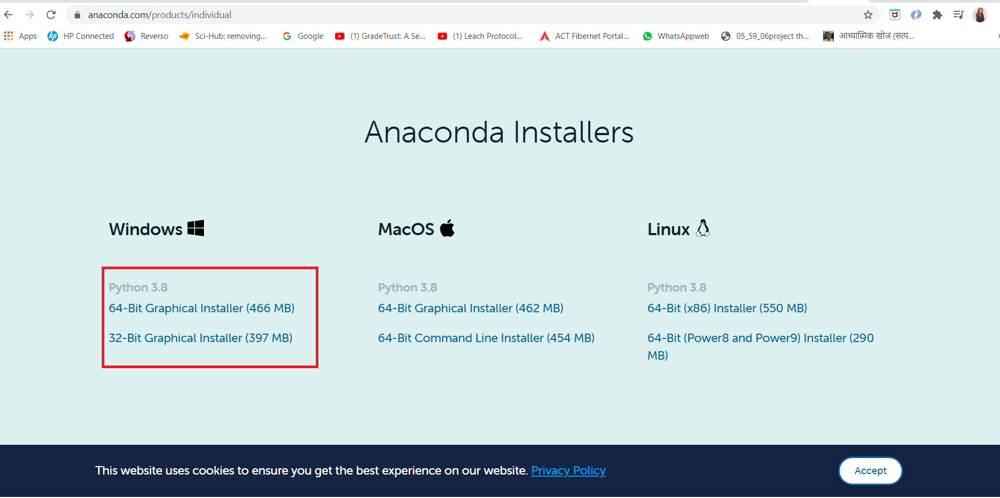 anaconda.com/products/individual
Apps HP Connected Reverso Sci-Hub: removing... Google (1) GradeTrust: A Se... (1) Leach Protocol... ACT Fibernet Portal... WhatsAppweb 05_59_06project th... आध्यात्मिक खोज (सत्य...
Anaconda Installers
Windows
Python 3.8
64-Bit Graphical Installer (466 MB)
32-Bit Graphical Installer (397 MB)
MacOS
Python 3.8
64-Bit Graphical Installer (462 MB)
64-Bit Command Line Installer (454 MB)
Linux
Python 3.8
64-Bit (x86) Installer (550 MB)
64-Bit (Power8 and Power9) Installer (290
MB)
This website uses cookies to ensure you get the best experience on our website. Privacy Policy
Accept